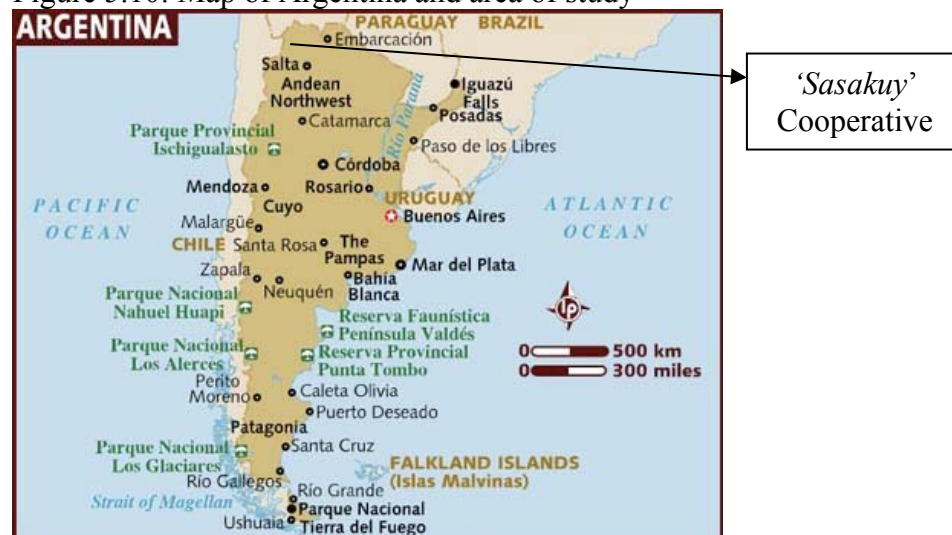 Figure 3.10: Map of Argentina and area of study
ARGENTINA
PARAGUAY
BRAZIL
Embarcación
Salta
Andean
Northwest
Iguazú
Falls
Posadas
Catamarca
Río Paraná
Paso de los Libres
Parque Provincial
Ischigualasto
Córdoba
Mendoza
Rosario
Cuyo
URUGUAY
Buenos Aires
PACIFIC
OCEAN
ATLANTIC
OCEAN
Malargüe
CHILE
Santa Rosa
The
Pampas
Mar del Plata
Zapala
Neuquén
Bahía
Blanca
Parque Nacional
Nahuel Huapi
Reserva Faunística
Península Valdés
Parque Nacional
Los Alerces
Reserva Provincial
Punta Tombo
lp
0 500 km
0 300 miles
Perito
Moreno
Caleta Olivia
Puerto Deseado
Patagonia
Santa Cruz
Parque Nacional
Los Glaciares
FALKLAND ISLANDS
(Islas Malvinas)
Río Gallegos
Strait of Magellan
Río Grande
Parque Nacional
Tierra del Fuego
Ushuaia
‘Sasakuy’
Cooperative